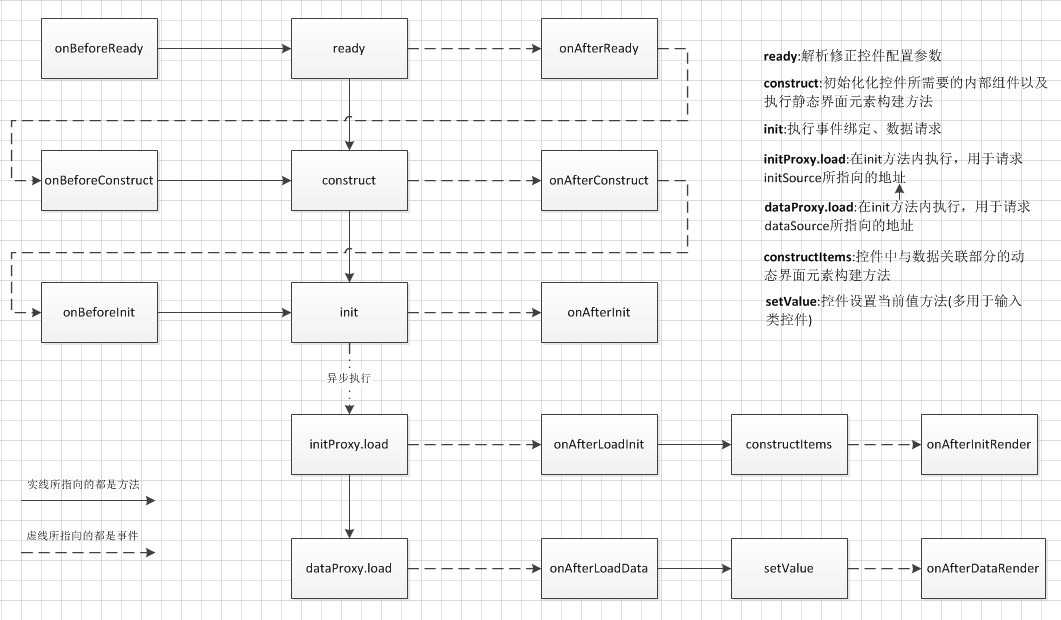 onBeforeReady
ready
onAfterReady
onBeforeConstruct
construct
onAfterConstruct
onBeforeInit
init
onAfterInit
异步执行
initProxy.load
onAfterLoadInit
constructItems
onAfterInitRender
dataProxy.load
onAfterLoadData
setValue
onAfterDataRender
实线所指向的都是方法
虚线所指向的都是事件
ready:解析修正控件配置参数
construct:初始化化控件所需要的内部组件以及
执行静态界面元素构建方法
init:执行事件绑定、数据请求
initProxy.load:在init方法内执行，用于请求
initSource所指向的地址
dataProxy.load:在init方法内执行，用于请求
dataSource所指向的地址
constructItems:控件中与数据关联部分的动
态界面元素构建方法
setValue:控件设置当前值方法(多用于输入
类控件)